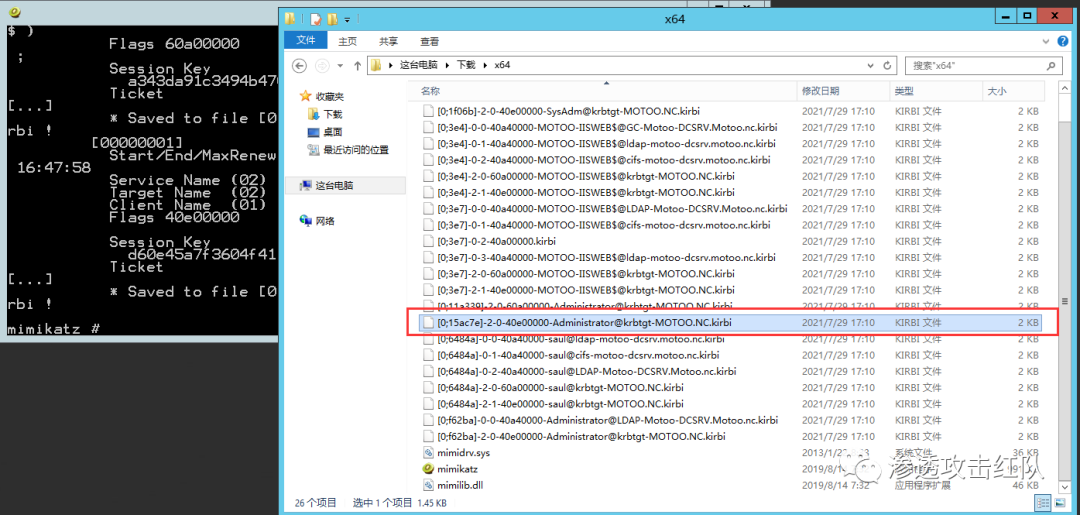 $ )
Flags 60a00000
;
Session Key
a343da91c3494b470
Ticket
[...]
* Saved to file [0
rbi !
[00000001]
Start/End/MaxRenew
16:47:58
Service Name (02)
Target Name (02)
Client Name (01)
Flags 40e00000
Session Key
d60e45a7f3604f41
Ticket
[...]
* Saved to file [0
rbi !
mimikatz #
x64
文件 主页 共享 查看
这台电脑 下载 x64
搜索"x64"
收藏夹
下载
桌面
最近访问的位置
这台电脑
网络
名称 修改日期 类型 大小
[0;1f06b]-2-0-40e00000-SysAdm@krbtgt-MOTOO.NC.kirbi 2021/7/29 17:10 KIRBI 文件 2 KB
[0;3e4]-0-0-40a40000-MOTOO-IISWEB$@GC-Motoo-DCSRV.Motoo.nc.kirbi 2021/7/29 17:10 KIRBI 文件 2 KB
[0;3e4]-0-1-40a40000-MOTOO-IISWEB$@ldap-motoo-dcsrv.motoo.nc.kirbi 2021/7/29 17:10 KIRBI 文件 2 KB
[0;3e4]-0-2-40a40000-MOTOO-IISWEB$@cifs-motoo-dcsrv.motoo.nc.kirbi 2021/7/29 17:10 KIRBI 文件 2 KB
[0;3e4]-2-0-60a00000-MOTOO-IISWEB$@krbtgt-MOTOO.NC.kirbi 2021/7/29 17:10 KIRBI 文件 2 KB
[0;3e4]-2-1-40e00000-MOTOO-IISWEB$@krbtgt-MOTOO.NC.kirbi 2021/7/29 17:10 KIRBI 文件 2 KB
[0;3e7]-0-0-40a40000-MOTOO-IISWEB$@LDAP-Motoo-DCSRV.Motoo.nc.kirbi 2021/7/29 17:10 KIRBI 文件 2 KB
[0;3e7]-0-1-40a40000-MOTOO-IISWEB$@cifs-motoo-dcsrv.motoo.nc.kirbi 2021/7/29 17:10 KIRBI 文件 2 KB
[0;3e7]-0-2-40a00000.kirbi 2021/7/29 17:10 KIRBI 文件 2 KB
[0;3e7]-0-3-40a40000-MOTOO-IISWEB$@ldap-motoo-dcsrv.motoo.nc.kirbi 2021/7/29 17:10 KIRBI 文件 2 KB
[0;3e7]-2-0-60a00000-MOTOO-IISWEB$@krbtgt-MOTOO.NC.kirbi 2021/7/29 17:10 KIRBI 文件 2 KB
[0;3e7]-2-1-40e00000-MOTOO-IISWEB$@krbtgt-MOTOO.NC.kirbi 2021/7/29 17:10 KIRBI 文件 2 KB
[0;11a339]-2-0-60a00000-Administrator@krbtgt-MOTOO.NC.kirbi 2021/7/29 17:10 KIRBI 文件 2 KB
[0;15ac7e]-2-0-40e00000-Administrator@krbtgt-MOTOO.NC.kirbi 2021/7/29 17:10 KIRBI 文件 2 KB
[0;6484a]-0-0-40a40000-saul@ldap-motoo-dcsrv.motoo.nc.kirbi 2021/7/29 17:10 KIRBI 文件 2 KB
[0;6484a]-0-1-40a40000-saul@cifs-motoo-dcsrv.motoo.nc.kirbi 2021/7/29 17:10 KIRBI 文件 2 KB
[0;6484a]-0-2-40a40000-saul@LDAP-Motoo-DCSRV.Motoo.nc.kirbi 2021/7/29 17:10 KIRBI 文件 2 KB
[0;6484a]-2-0-60a00000-saul@krbtgt-MOTOO.NC.kirbi 2021/7/29 17:10 KIRBI 文件 2 KB
[0;6484a]-2-1-40e00000-saul@krbtgt-MOTOO.NC.kirbi 2021/7/29 17:10 KIRBI 文件 2 KB
[0;f62ba]-0-0-40a40000-Administrator@LDAP-Motoo-DCSRV.Motoo.nc.kirbi 2021/7/29 17:10 KIRBI 文件 2 KB
[0;f62ba]-2-0-40e00000-Administrator@krbtgt-MOTOO.NC.kirbi 2021/7/29 17:10 KIRBI 文件 2 KB
mimidrv.sys 系统文件
mimikatz
mimilib.dll 2019/8/14 7:32 应用程序扩展 46 KB
渗透攻击红队
26 个项目 选中 1 个项目 1.45 KB